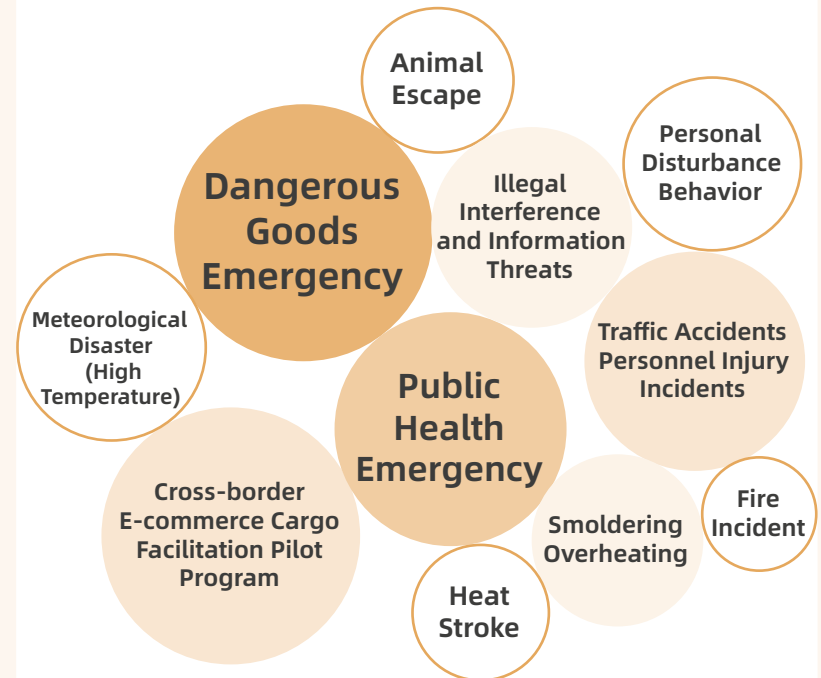 Animal
Escape
Personal
Disturbance
Behavior
Dangerous
Goods
Emergency
Illegal
Interference
and Information
Threats
Meteorological
Disaster
(High
Temperature)
Traffic Accidents
Personnel Injury
Incidents
Public
Health
Emergency
Cross-border
E-commerce Cargo
Facilitation Pilot
Program
Smoldering
Overheating
Fire
Incident
Heat
Stroke